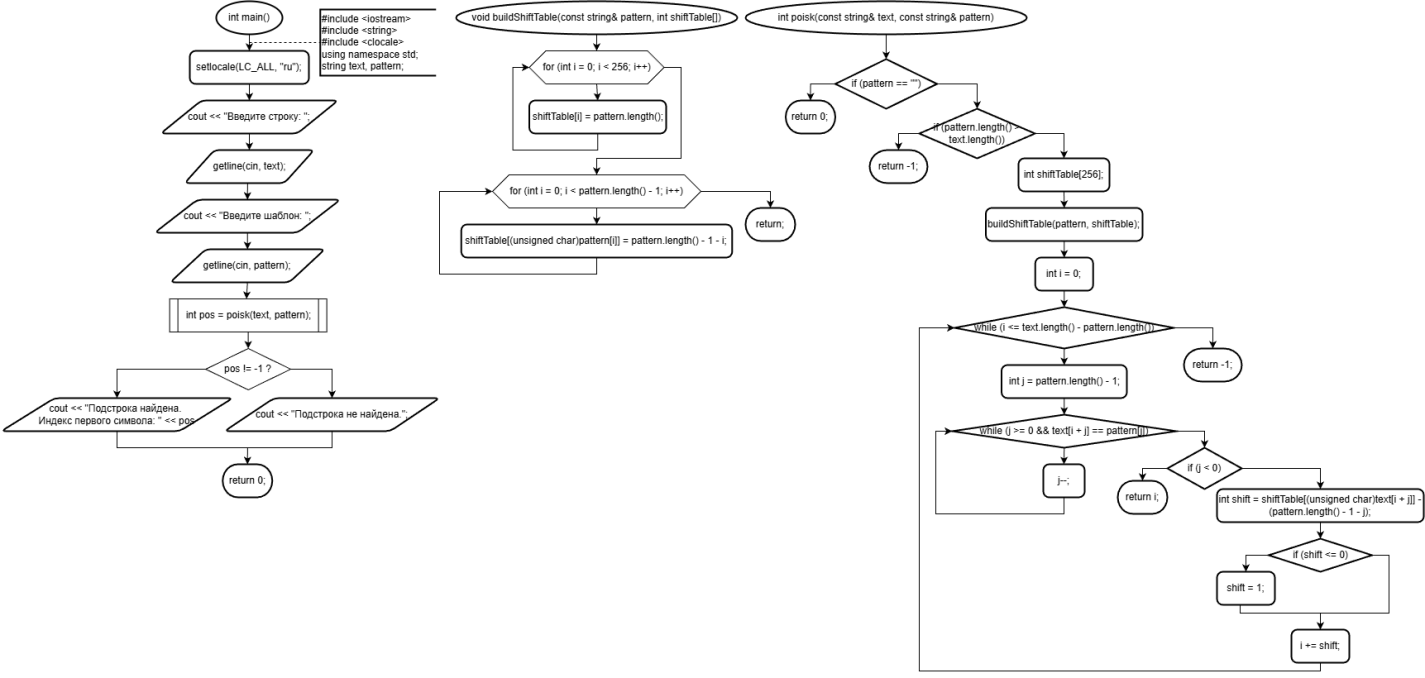 int main()
#include <iostream>
#include <string>
#include <clocale>
using namespace std;
string text, pattern;
setlocale(LC_ALL, "ru");
cout << "Введите строку: ";
getline(cin, text);
cout << "Введите шаблон: ";
getline(cin, pattern);
int pos = poisk(text, pattern);
pos != -1 ?
cout << "Подстрока найдена.
Индекс первого символа: " << pos
cout << "Подстрока не найдена.";
return 0;
void buildShiftTable(const string& pattern, int shiftTable[])
for (int i = 0; i < 256; i++)
shiftTable[i] = pattern.length();
for (int i = 0; i < pattern.length() - 1; i++)
return;
shiftTable[(unsigned char)pattern[i]] = pattern.length() - 1 - i;
int poisk(const string& text, const string& pattern)
if (pattern == "")
return 0;
if (pattern.length() >
text.length())
return -1;
int shiftTable[256];
buildShiftTable(pattern, shiftTable);
int i = 0;
while (i <= text.length() - pattern.length())
return -1;
int j = pattern.length() - 1;
while (j >= 0 && text[i + j] == pattern[j])
j--;
if (j < 0)
return i;
int shift = shiftTable[(unsigned char)text[i + j]] -
(pattern.length() - 1 - j);
if (shift <= 0)
shift = 1;
i += shift;